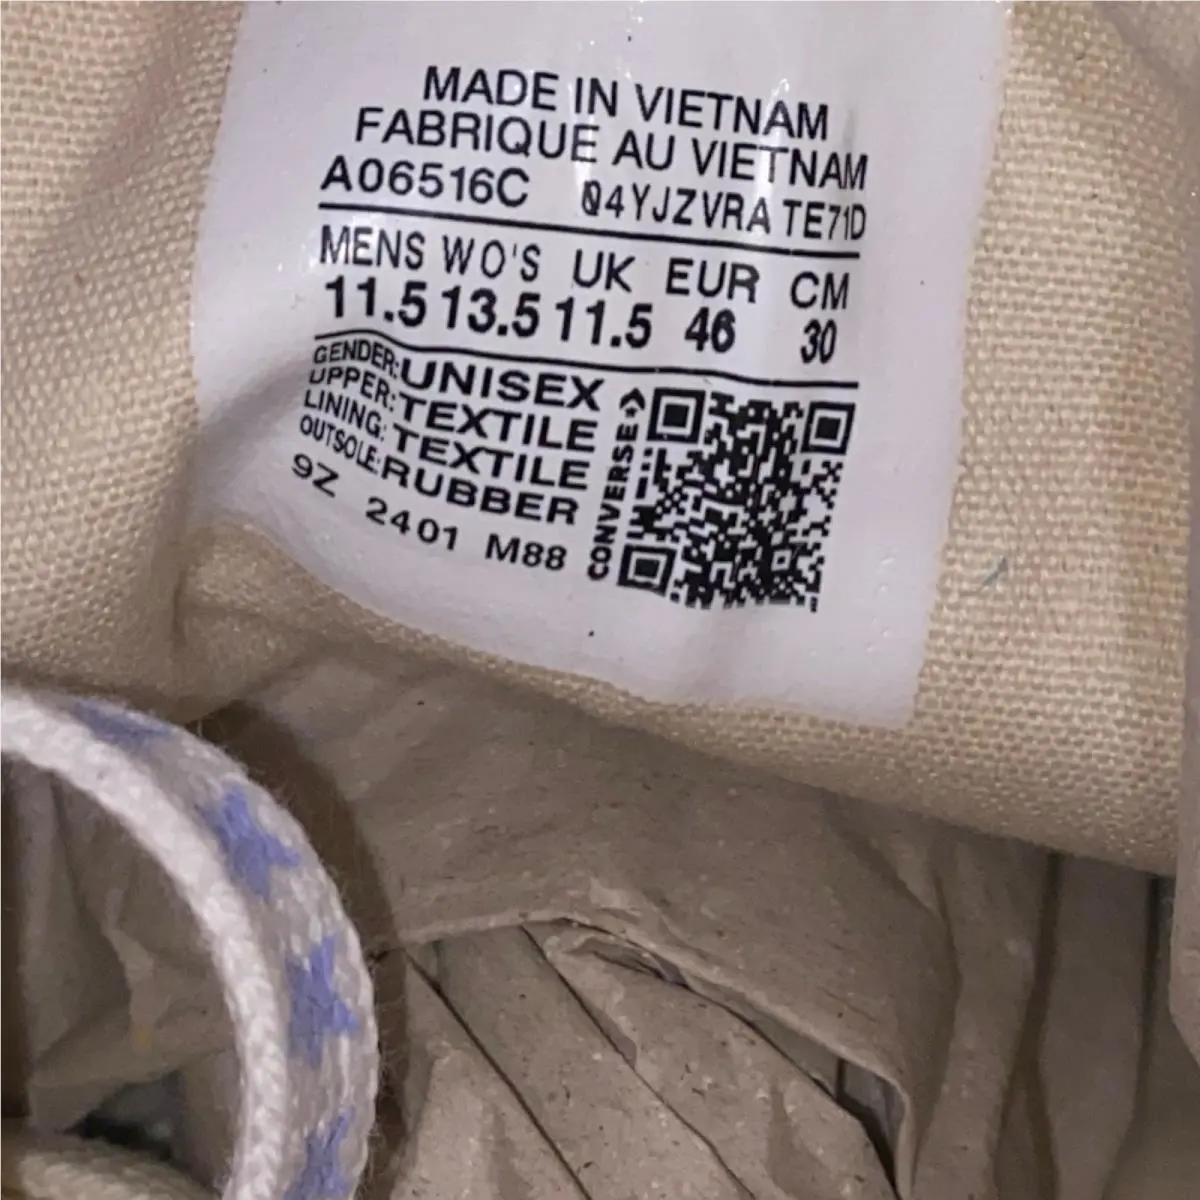 MADE IN VIETNAM
FABRIQUE AU VIETNAM
A06516C 04YJZVRA TE71D
MENS WO'S UK EUR CM
11.5 13.5 11.5 46 30
GENDER: UNISEX
UPPER: TEXTILE
LINING: TEXTILE
OUTSOLE: RUBBER
9Z 2401 M88
CONVERSE